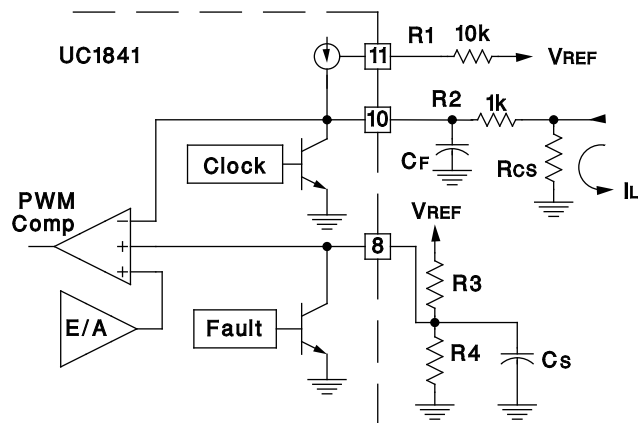 UC1841
11
R1
10k
VREF
10
R2
1k
CF
RCS
IL
Clock
PWM
Comp
VREF
8
R3
E/A
Fault
R4
CS
−
+
+